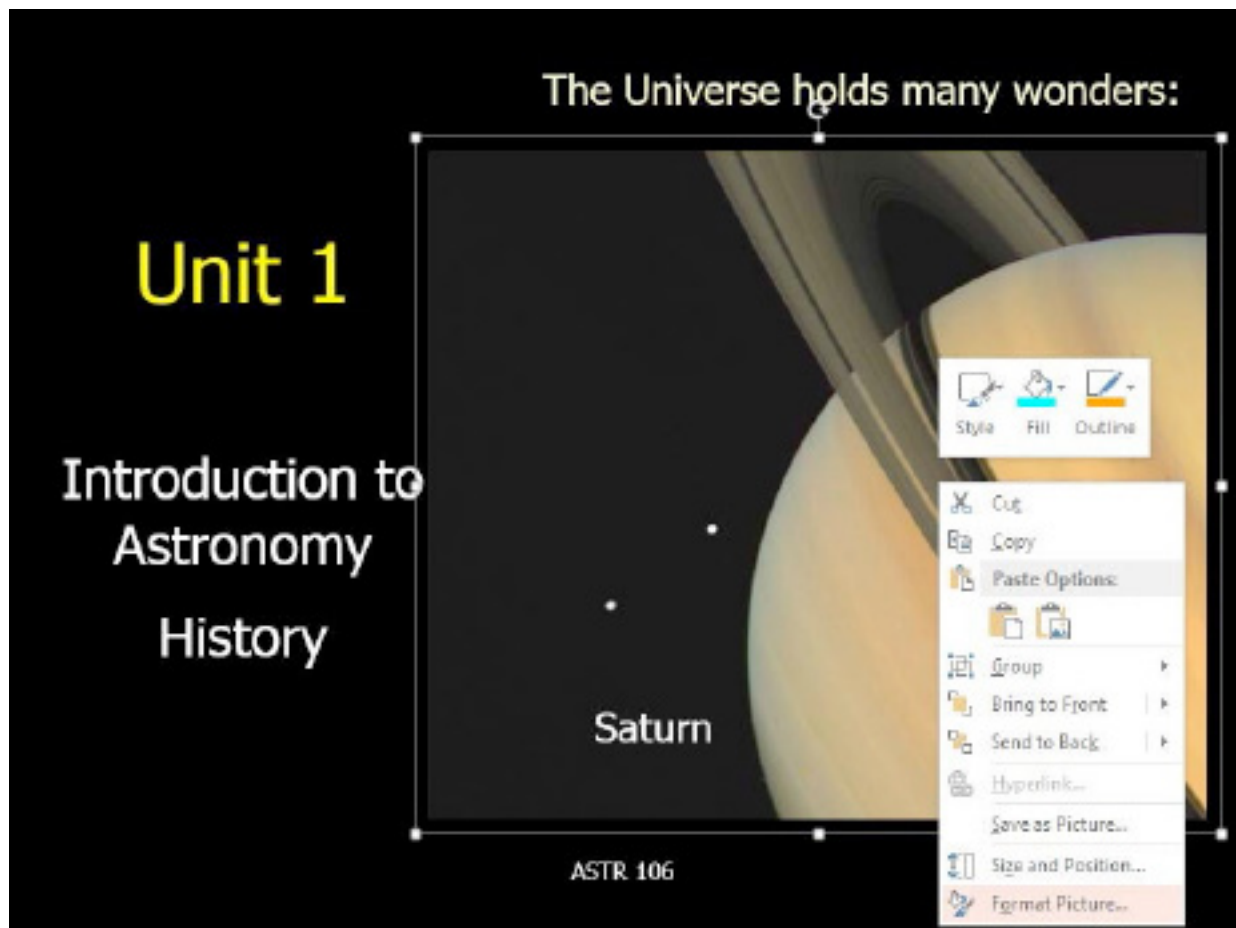 The Universe holds many wonders:
Unit 1
Introduction to
Astronomy
History
Saturn
ASTR 106
Style Fill Outline
Cut
Copy
Paste Options:
Group
Bring to Front
Send to Back
Hyperlink...
Save as Picture...
Size and Position...
Format Picture...